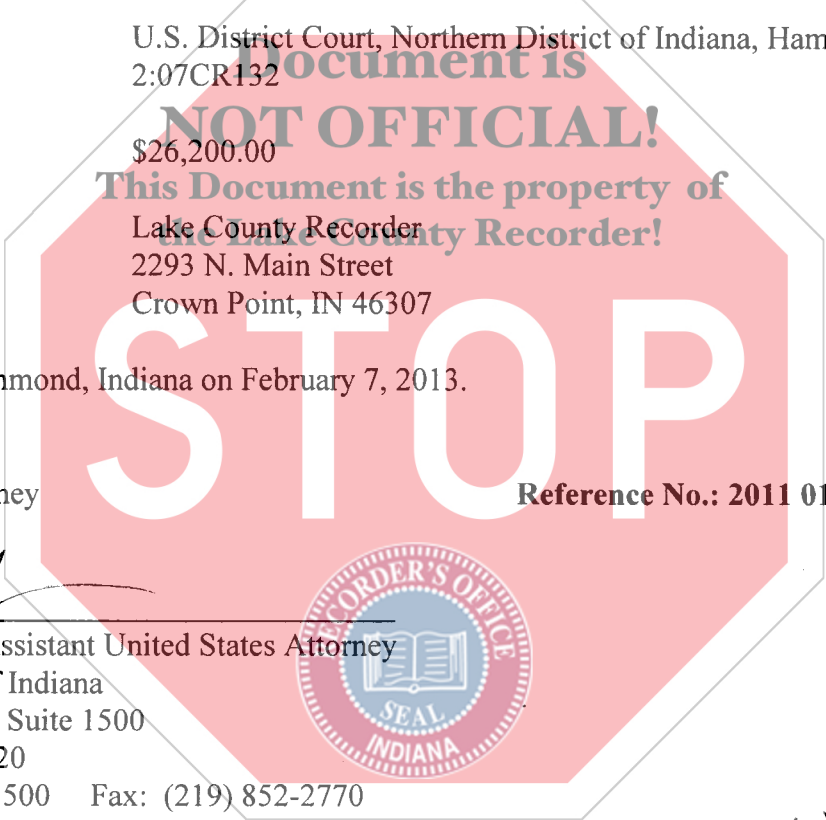 U.S. District Court, Northern District of Indiana, Ham
2:07CR132
Document is
NOT OFFICIAL!
$26,200.00
This Document is the property of
the Lake County Recorder!
Lake County Recorder
2293 N. Main Street
Crown Point, IN 46307
STOP
nmond, Indiana on February 7, 2013.
ney
Reference No.: 2011 01
RECORDER'S OFFICE
SEAL
INDIANA
ssistant United States Attorney
f Indiana
Suite 1500
20
500 Fax: (219) 852-2770